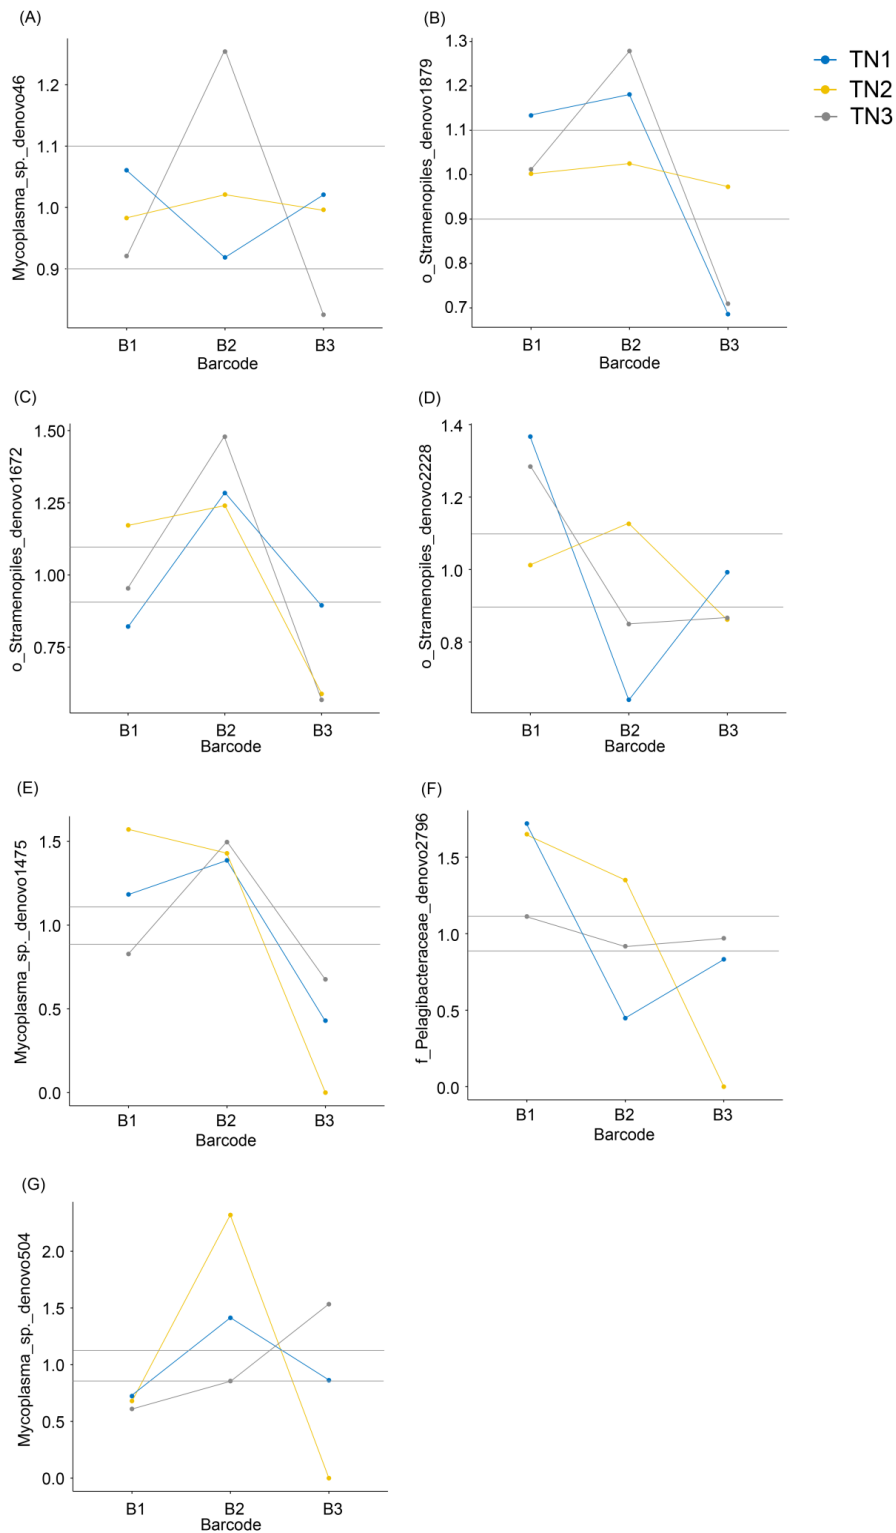 (A)
Mycoplasma_sp._denovo46
1.2
1.1
1.0
0.9
B1 B2 B3
Barcode
(B)
o_Stramenopiles_denovo1879
1.3
1.2
1.1
1.0
0.9
0.8
0.7
B1 B2 B3
Barcode
TN1
TN2
TN3
(C)
o_Stramenopiles_denovo1672
1.50
1.25
1.00
0.75
B1 B2 B3
Barcode
(D)
o_Stramenopiles_denovo2228
1.4
1.2
1.0
0.8
B1 B2 B3
Barcode
(E)
Mycoplasma_sp._denovo1475
1.5
1.0
0.5
0.0
B1 B2 B3
Barcode
(F)
f_Pelagibacteraceae_denovo2796
1.5
1.0
0.5
0.0
B1 B2 B3
Barcode
(G)
Mycoplasma_sp._denovo504
2.0
1.5
1.0
0.5
0.0
B1 B2 B3
Barcode